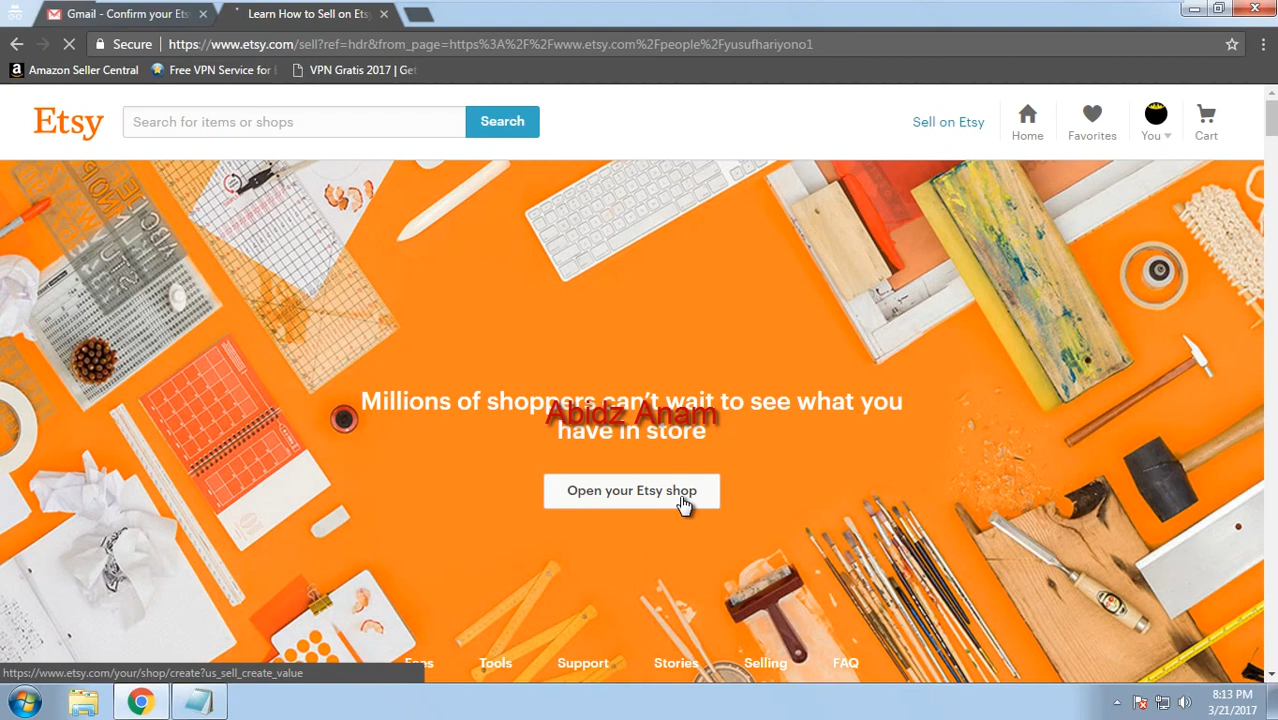 Gmail - Confirm your Ets
Learn How to Sell on Ets
Secure
https://www.etsy.com/sell?ref=hdr&from_page=https%3A%2F%2Fwww.etsy.com%2Fpeople%2Fyusufhariyono1
Amazon Seller Central
Free VPN Service for
VPN Gratis 2017 | Get
Etsy
Search for items or shops
Search
Sell on Etsy
Home
Favorites
You
Cart
Millions of shoppers can't wait to see what you
Abidz Anam
have in store
Open your Etsy shop
Fees
Tools
Support
Stories
Selling
FAQ
https://www.etsy.com/your/shop/create?us_sell_create_value
8:13 PM
3/21/2017